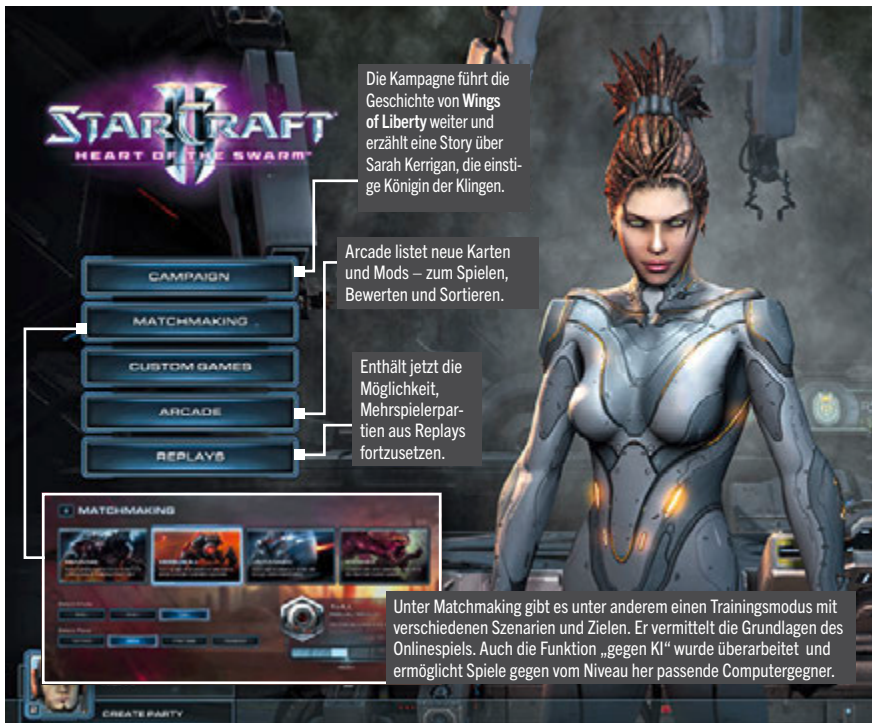 STARCRAFT
II
HEART OF THE SWARM™
Die Kampagne führt die
Geschichte von Wings
of Liberty weiter und
erzählt eine Story über
Sarah Kerrigan, die einsti-
ge Königin der Klingen.
CAMPAIGN
Arcade listet neue Karten
und Mods – zum Spielen,
Bewerten und Sortieren.
MATCHMAKING
CUSTOM GAMES
Enthält jetzt die
Möglichkeit,
Mehrspielerpar-
tien aus Replays
fortzusetzen.
ARCADE
REPLAYS
MATCHMAKING
Unter Matchmaking gibt es unter anderem einen Trainingsmodus mit
verschiedenen Szenarien und Zielen. Er vermittelt die Grundlagen des
Onlinespiels. Auch die Funktion „gegen KI“ wurde überarbeitet und
ermöglicht Spiele gegen vom Niveau her passende Computergegner.
CREATE PARTY